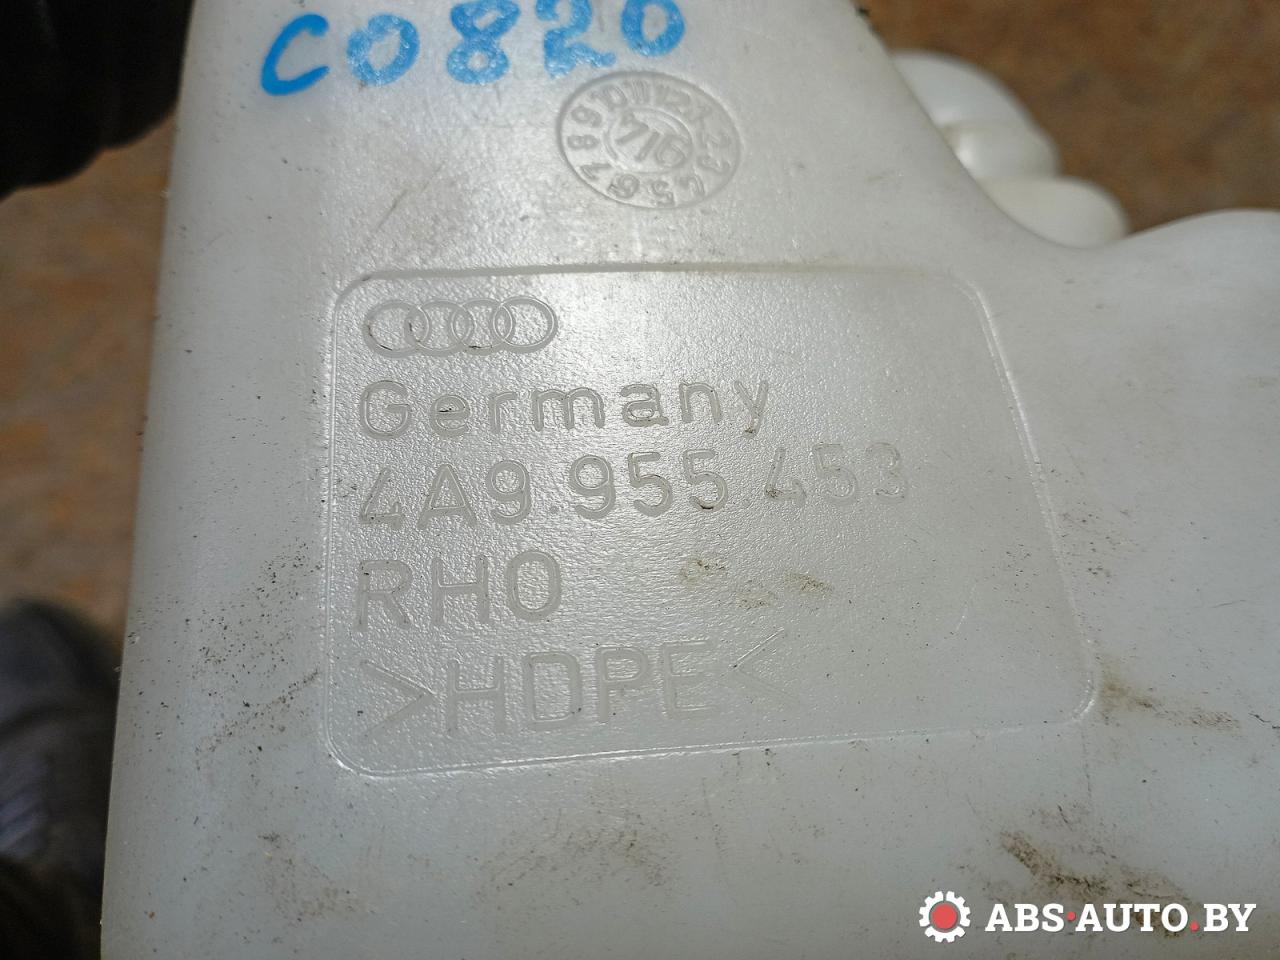 C0820
Germany
4A9.955.453
RHO
>HDPE<
ABS·AUTO.BY